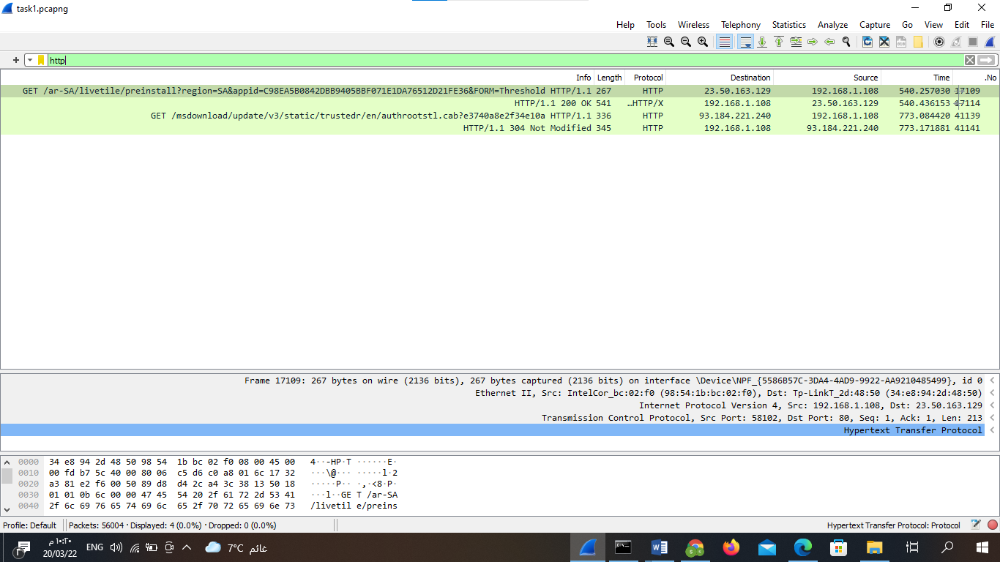 task1.pcapng
Help Tools Wireless Telephony Statistics Analyze Capture Go View Edit File
http
Info Length Protocol Destination Source Time .No
GET /ar-SA/livetile/preinstall?region=SA&appid=C98EA5B0842DBB9405BBF071E1DA76512D21FE36&FORM=Threshold HTTP/1.1 267 HTTP 23.50.163.129 192.168.1.108 540.257030 17109
HTTP/1.1 200 OK 541 …HTTP/X 192.168.1.108 23.50.163.129 540.436153 17114
GET /msdownload/update/v3/static/trustedr/en/authrootstl.cab?e3740a8e2f34e10a HTTP/1.1 336 HTTP 93.184.221.240 192.168.1.108 773.084420 41139
HTTP/1.1 304 Not Modified 345 HTTP 192.168.1.108 93.184.221.240 773.171881 41141
Frame 17109: 267 bytes on wire (2136 bits), 267 bytes captured (2136 bits) on interface \Device\NPF_{5586B57C-3DA4-4AD9-9922-AA9210485499}, id 0
Ethernet II, Src: IntelCor_bc:02:f0 (98:54:1b:bc:02:f0), Dst: Tp-LinkT_2d:48:50 (34:e8:94:2d:48:50)
Internet Protocol Version 4, Src: 192.168.1.108, Dst: 23.50.163.129
Transmission Control Protocol, Src Port: 58102, Dst Port: 80, Seq: 1, Ack: 1, Len: 213
Hypertext Transfer Protocol
0000 34 e8 94 2d 48 50 98 54 1b bc 02 f0 08 00 45 00 4··-HP·T ······E·
0010 00 fd b7 5c 40 00 80 06 c5 d6 c0 a8 01 6c 17 32 ···\@··· ·····l·2
0020 a3 81 e2 f6 00 50 89 d8 d4 2c a4 3c 38 13 50 18 ·····P·· ·,·<8·P·
0030 01 01 0b 6c 00 00 47 45 54 20 2f 61 72 2d 53 41 ···l··GE T /ar-SA
0040 2f 6c 69 76 65 74 69 6c 65 2f 70 72 65 69 6e 73 /livetil e/preins
Profile: Default Packets: 56004 · Displayed: 4 (0.0%) · Dropped: 0 (0.0%) Hypertext Transfer Protocol: Protocol
ENG 7°C غائم
١٠:٢٠ م
20/03/22